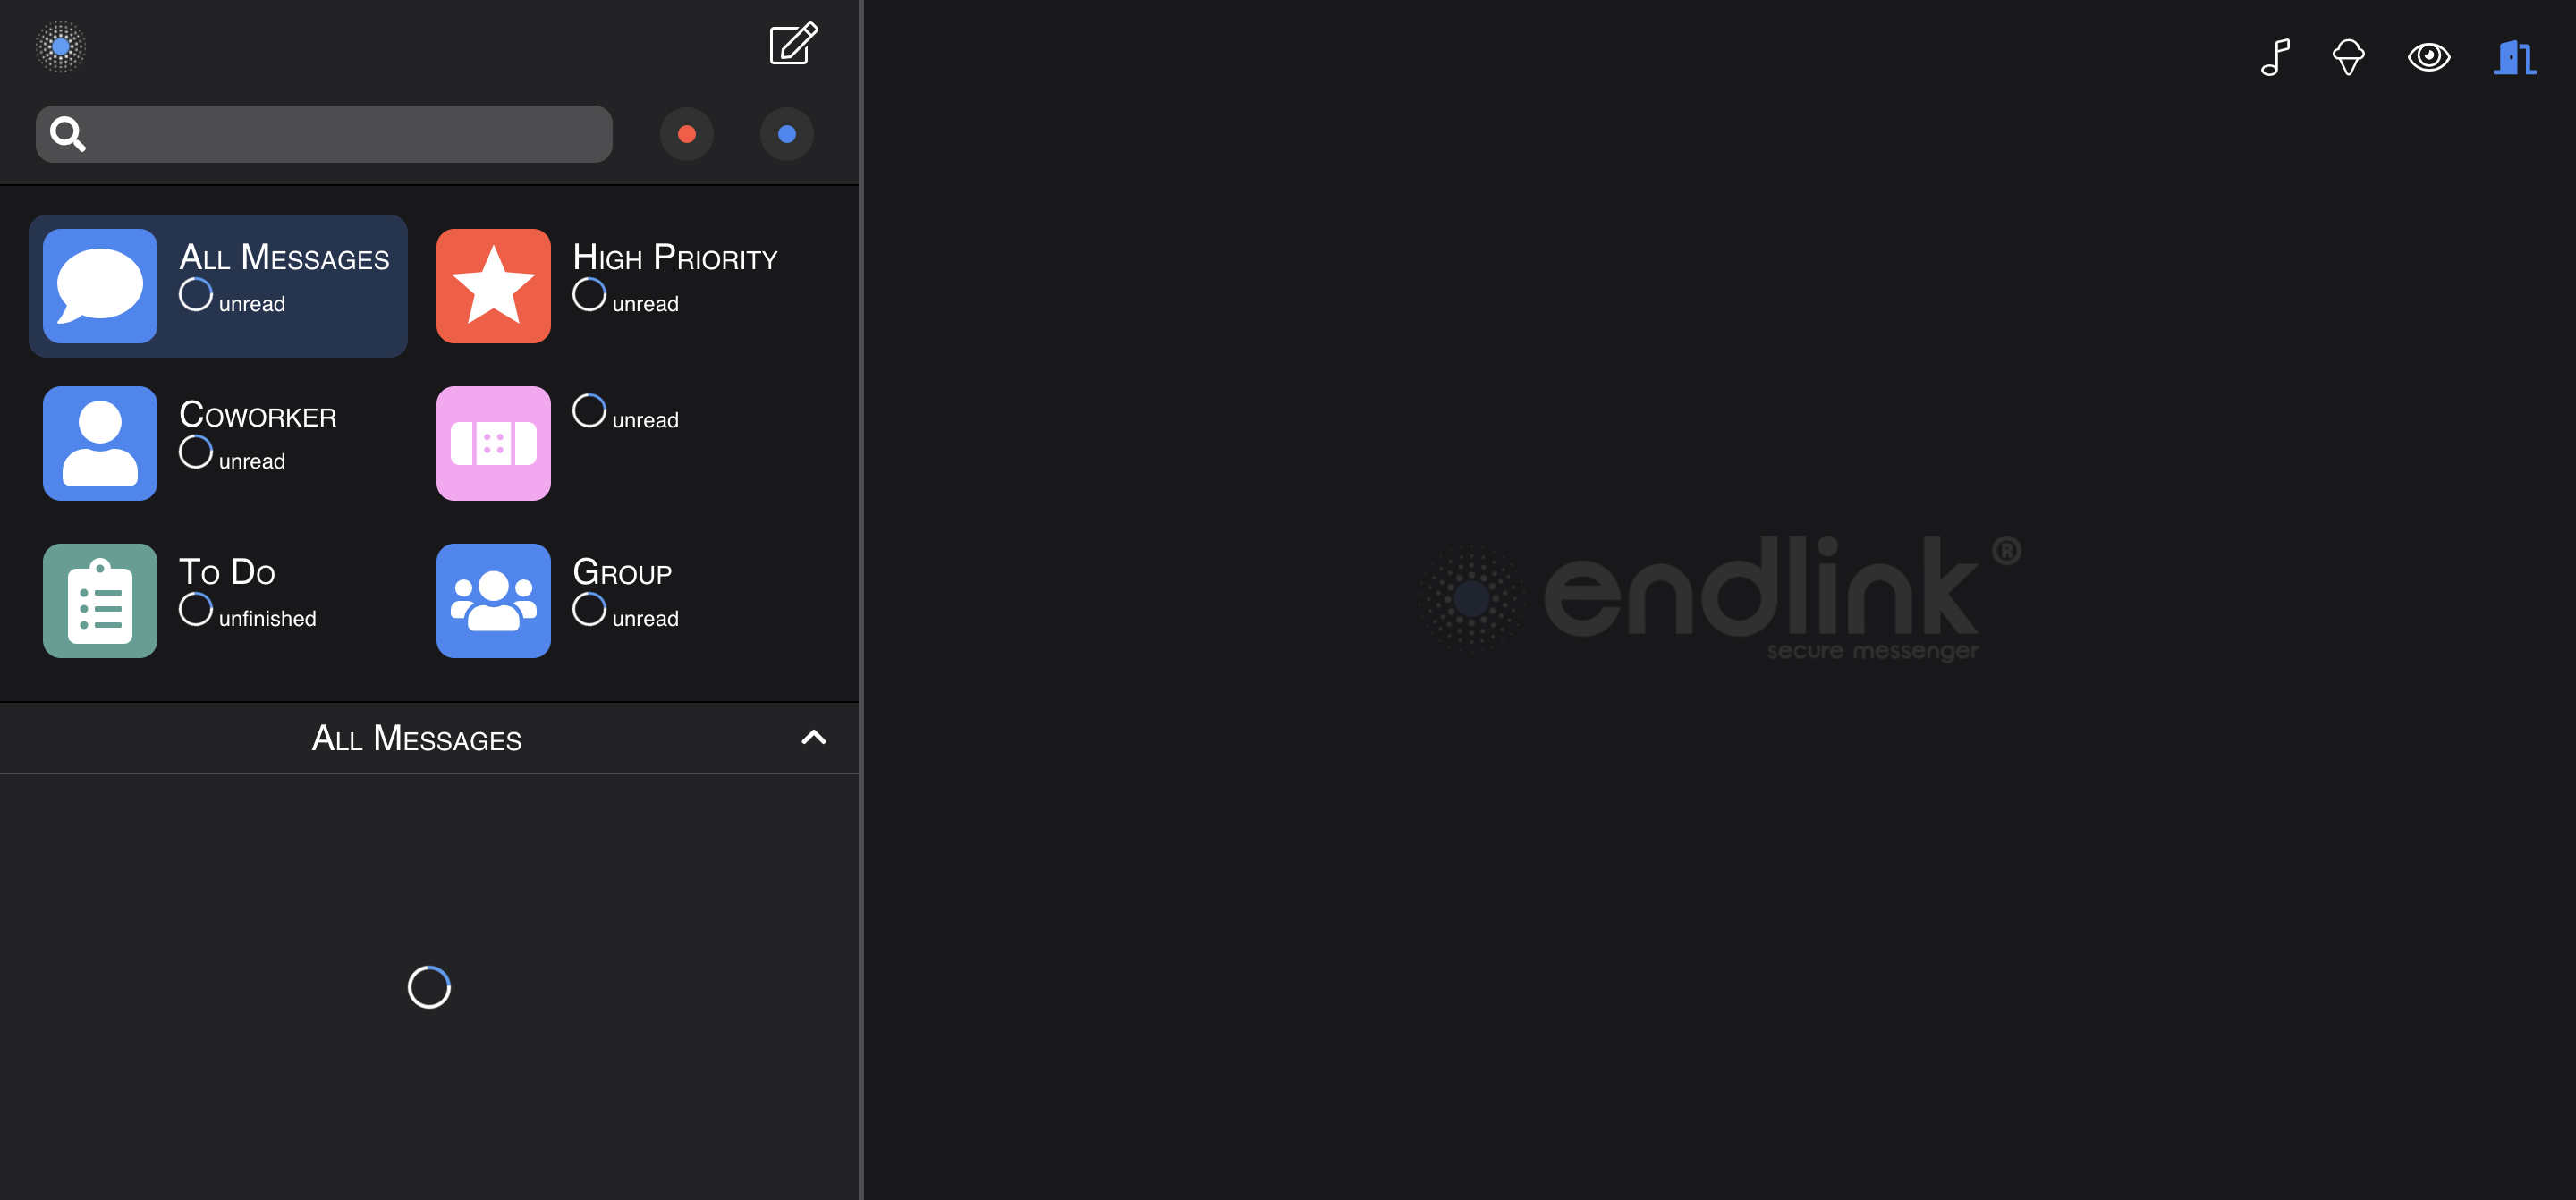 All Messages
unread
High Priority
unread
Coworker
unread
unread
To Do
unfinished
Group
unread
All Messages
endlink®
secure messenger